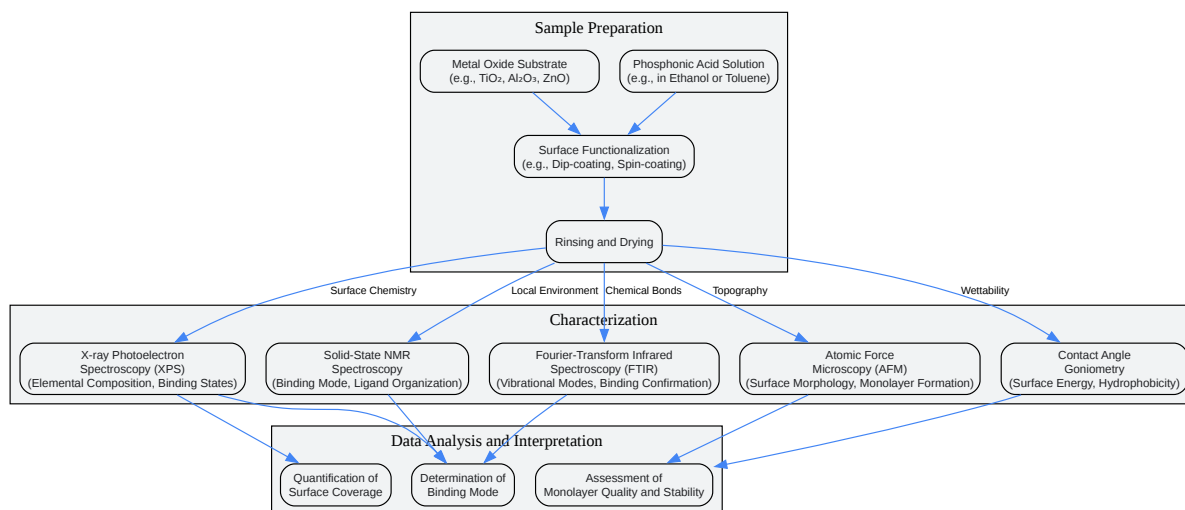 Sample Preparation
Metal Oxide Substrate
(e.g., TiO₂, Al₂O₃, ZnO)
Phosphonic Acid Solution
(e.g., in Ethanol or Toluene)
Surface Functionalization
(e.g., Dip-coating, Spin-coating)
Rinsing and Drying
Surface Chemistry
Local Environment
Chemical Bonds
Topography
Wettability
Characterization
X-ray Photoelectron
Spectroscopy (XPS)
(Elemental Composition, Binding States)
Solid-State NMR
Spectroscopy
(Binding Mode, Ligand Organization)
Fourier-Transform Infrared
Spectroscopy (FTIR)
(Vibrational Modes, Binding Confirmation)
Atomic Force
Microscopy (AFM)
(Surface Morphology, Monolayer Formation)
Contact Angle
Goniometry
(Surface Energy, Hydrophobicity)
Data Analysis and Interpretation
Quantification of
Surface Coverage
Determination of
Binding Mode
Assessment of
Monolayer Quality and Stability